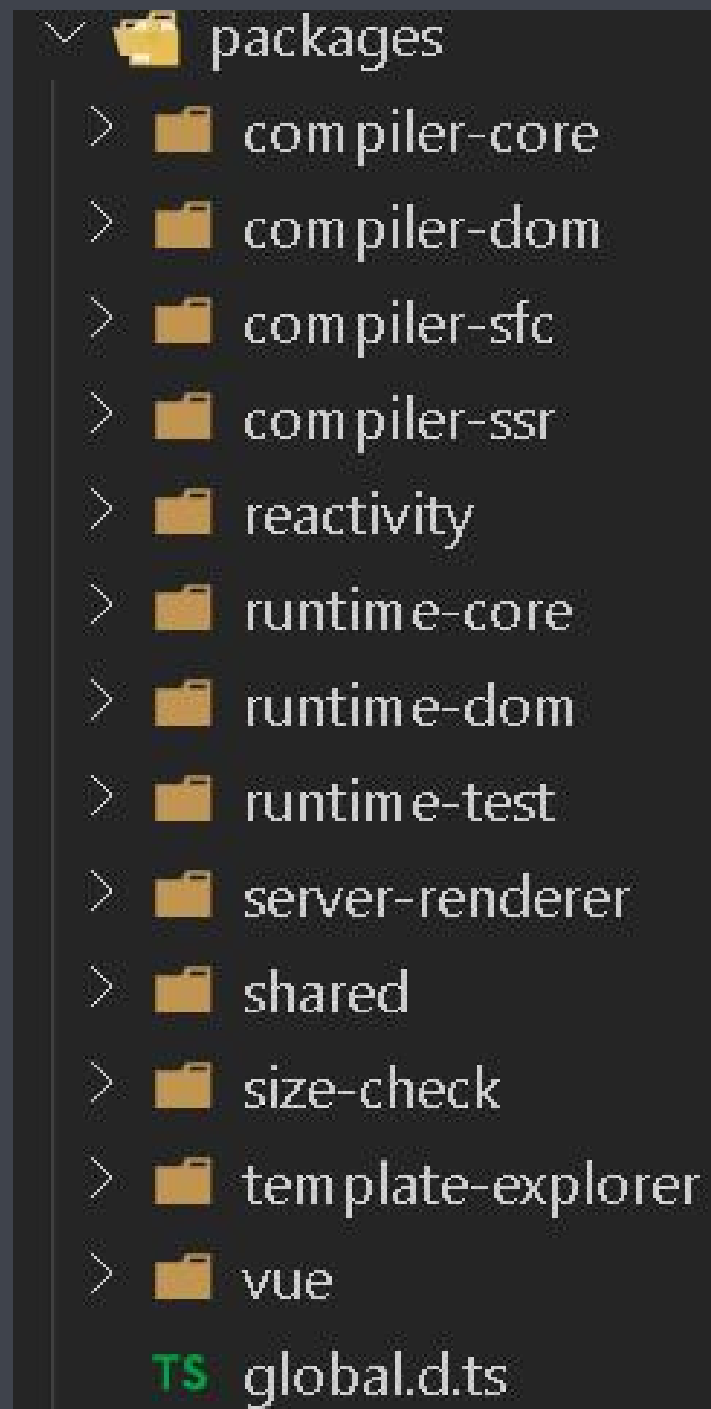 packages
compiler-core
compiler-dom
compiler-sfc
compiler-ssr
reactivity
runtime-core
runtime-dom
runtime-test
server-renderer
shared
size-check
template-explorer
vue
TS global.d.ts